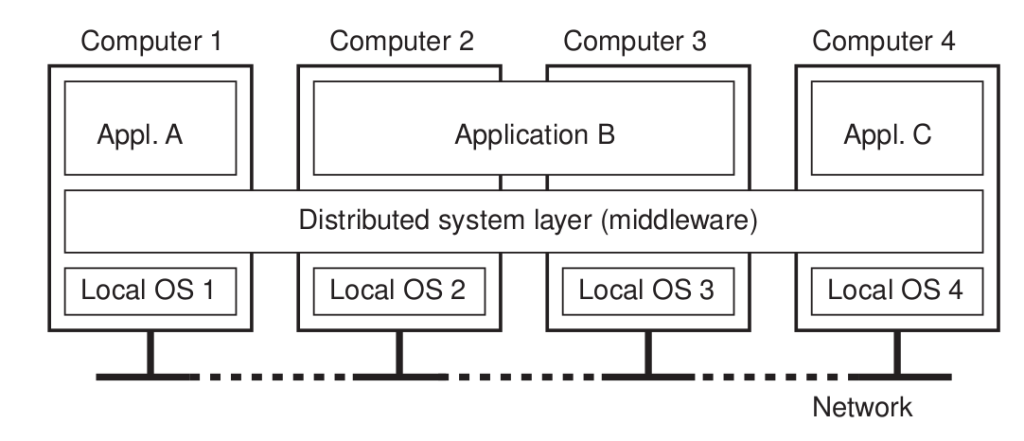 Computer 1
Computer 2
Computer 3
Computer 4
Appl. A
Application B
Appl. C
Distributed system layer (middleware)
Local OS 1
Local OS 2
Local OS 3
Local OS 4
Network